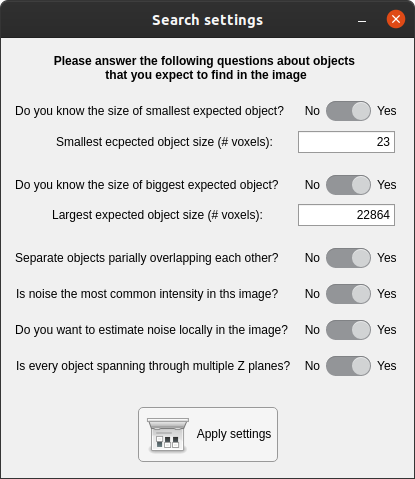 Search settings
Please answer the following questions about objects
that you expect to find in the image
Do you know the size of smallest expected object? No Yes
Smallest ecpected object size (# voxels): 23
Do you know the size of biggest expected object? No Yes
Largest expected object size (# voxels): 22864
Separate objects parially overlapping each other? No Yes
Is noise the most common intensity in ths image? No Yes
Do you want to estimate noise locally in the image? No Yes
Is every object spanning through multiple Z planes? No Yes
Apply settings